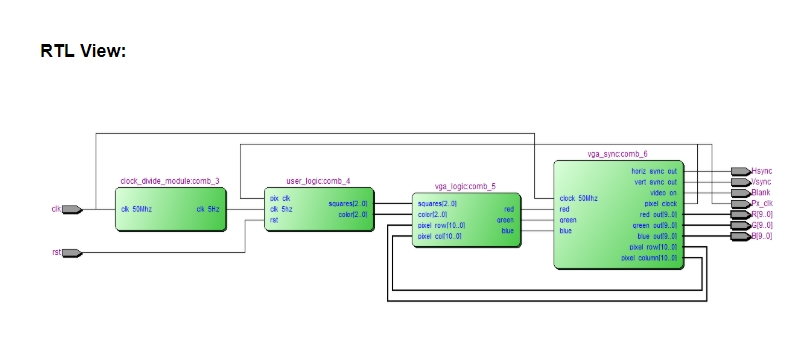 RTL View:
vga_sync:comb_6
clock_divide_module:comb_3
user_logic:comb_4
vga_logic:comb_5
horiz_sync_out
Hsync
vert_sync_out
Vsync
video_on
Blank
pix_clk
squares[2..0]
clock_50Mhz
pixel_clock
Px_clk
clk
clk_50Mhz
clk_5Hz
clk_5hz
color[2..0]
squares[2..0]
red
red
red_out[9..0]
R[9..0]
rst
color[2..0]
green
green
green_out[9..0]
G[9..0]
pixel_row[10..0]
blue
blue
blue_out[9..0]
B[9..0]
pixel_col[10..0]
pixel_row[10..0]
rst
pixel_column[10..0]